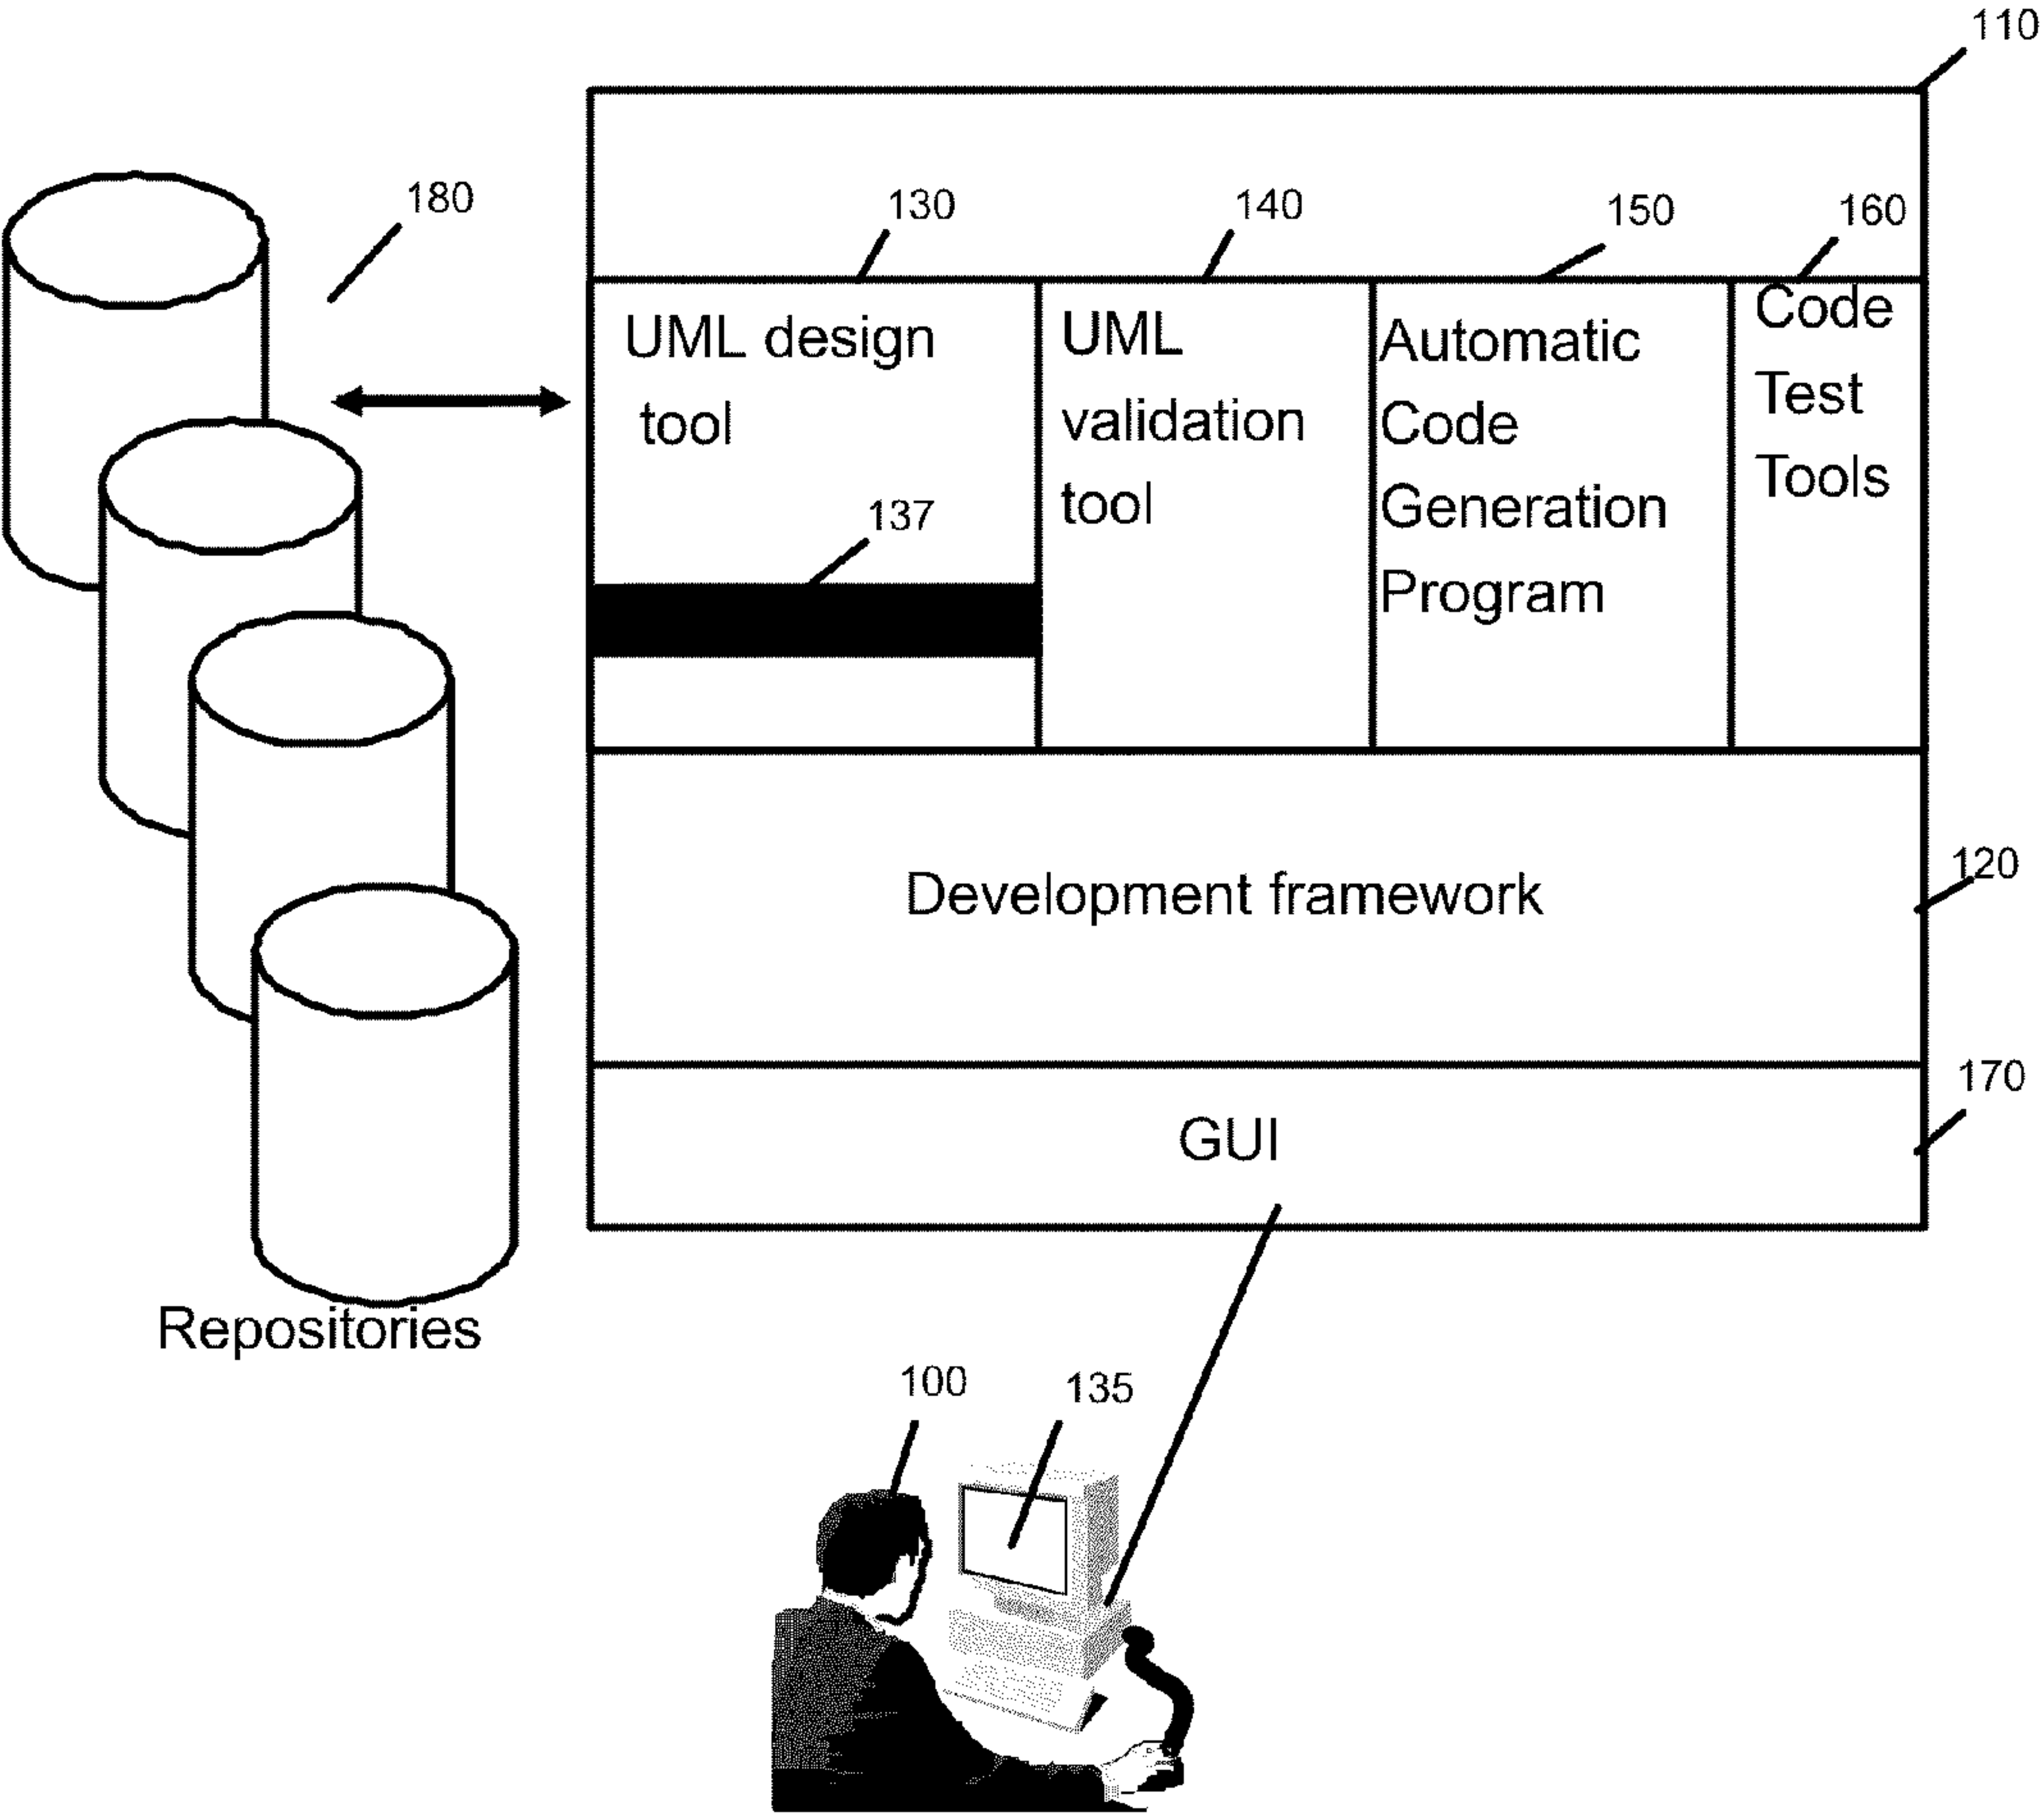 110
180
130
140
150
160
UML design
tool
UML
validation
tool
Automatic
Code
Generation
Program
Code
Test
Tools
137
Development framework
120
170
GUI
Repositories
100
135